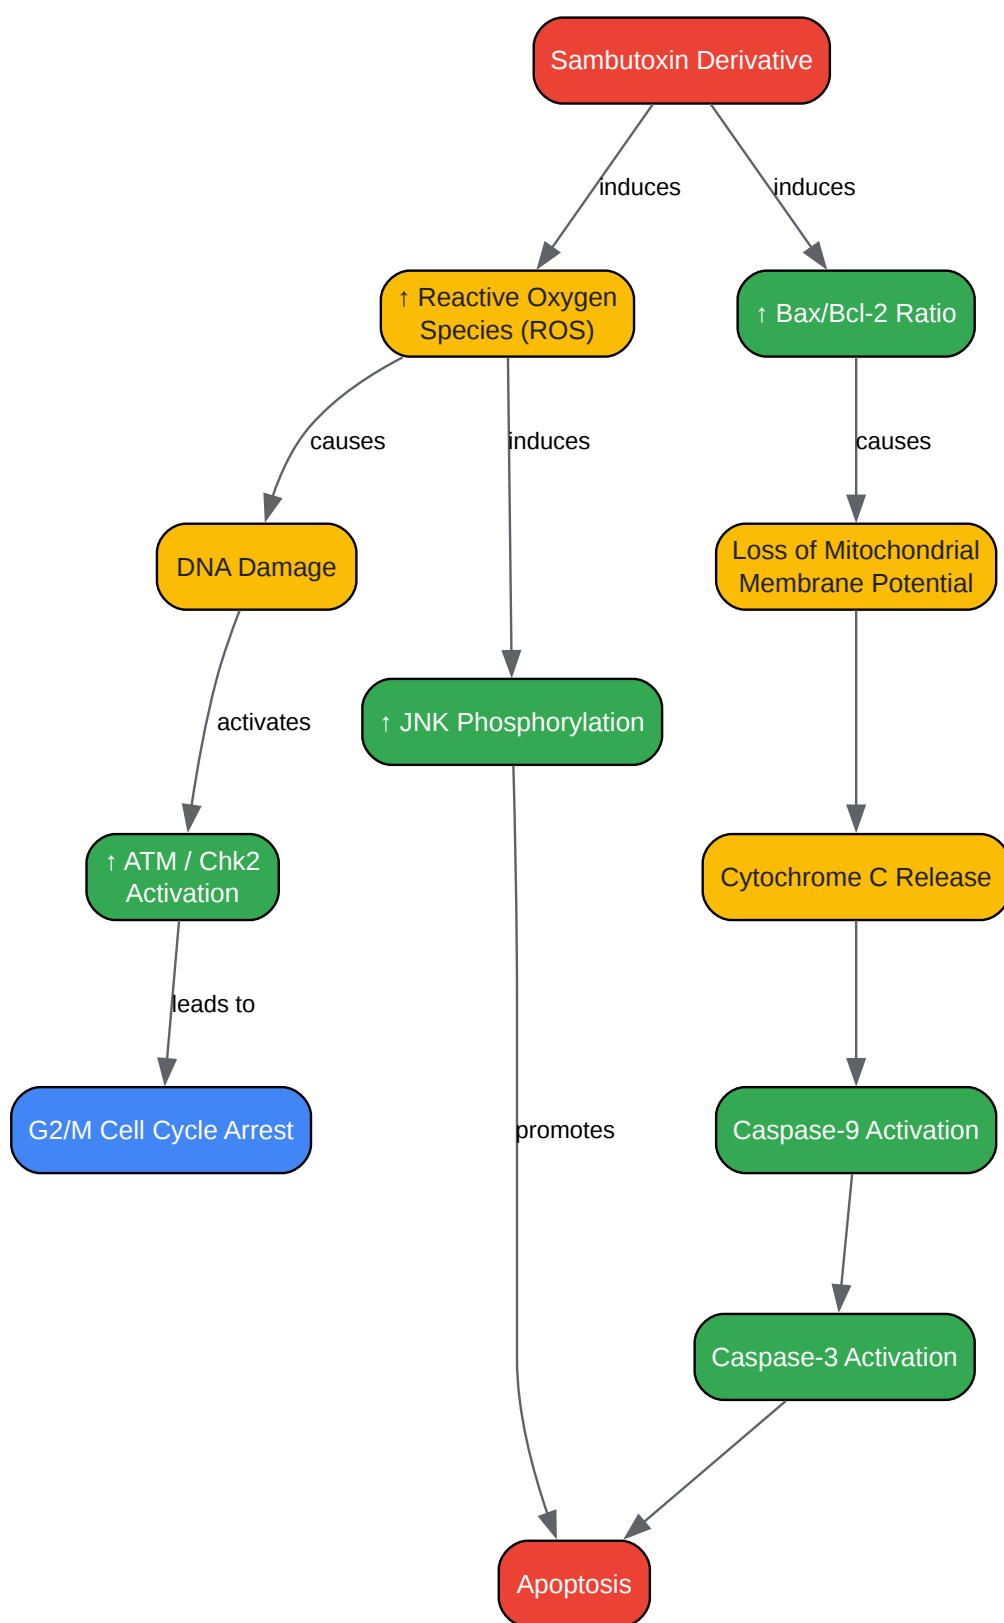 Sambutoxin Derivative
induces
induces
↑ Reactive Oxygen
Species (ROS)
↑ Bax/Bcl-2 Ratio
causes
induces
causes
DNA Damage
Loss of Mitochondrial
Membrane Potential
activates
↑ JNK Phosphorylation
↑ ATM / Chk2
Activation
Cytochrome C Release
leads to
G2/M Cell Cycle Arrest
promotes
Caspase-9 Activation
Caspase-3 Activation
Apoptosis